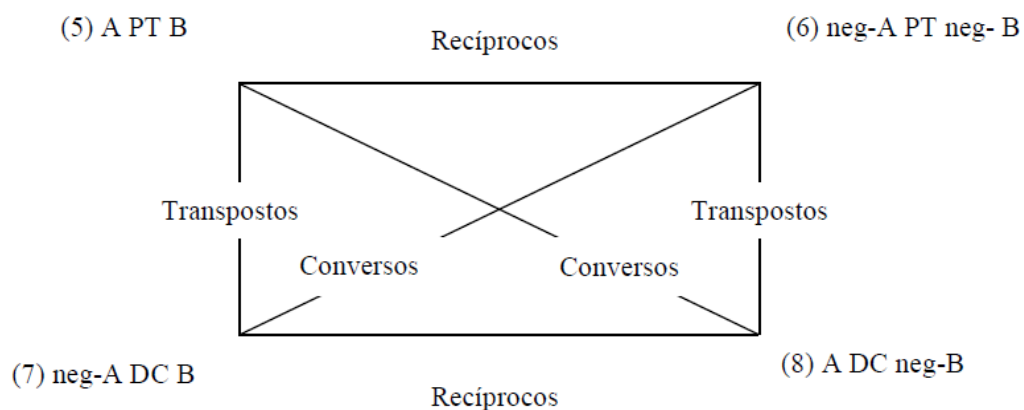 (5) A PT B
Recíprocos
(6) neg-A PT neg- B
Transpostos
Transpostos
Conversos
Conversos
(7) neg-A DC B
Recíprocos
(8) A DC neg-B